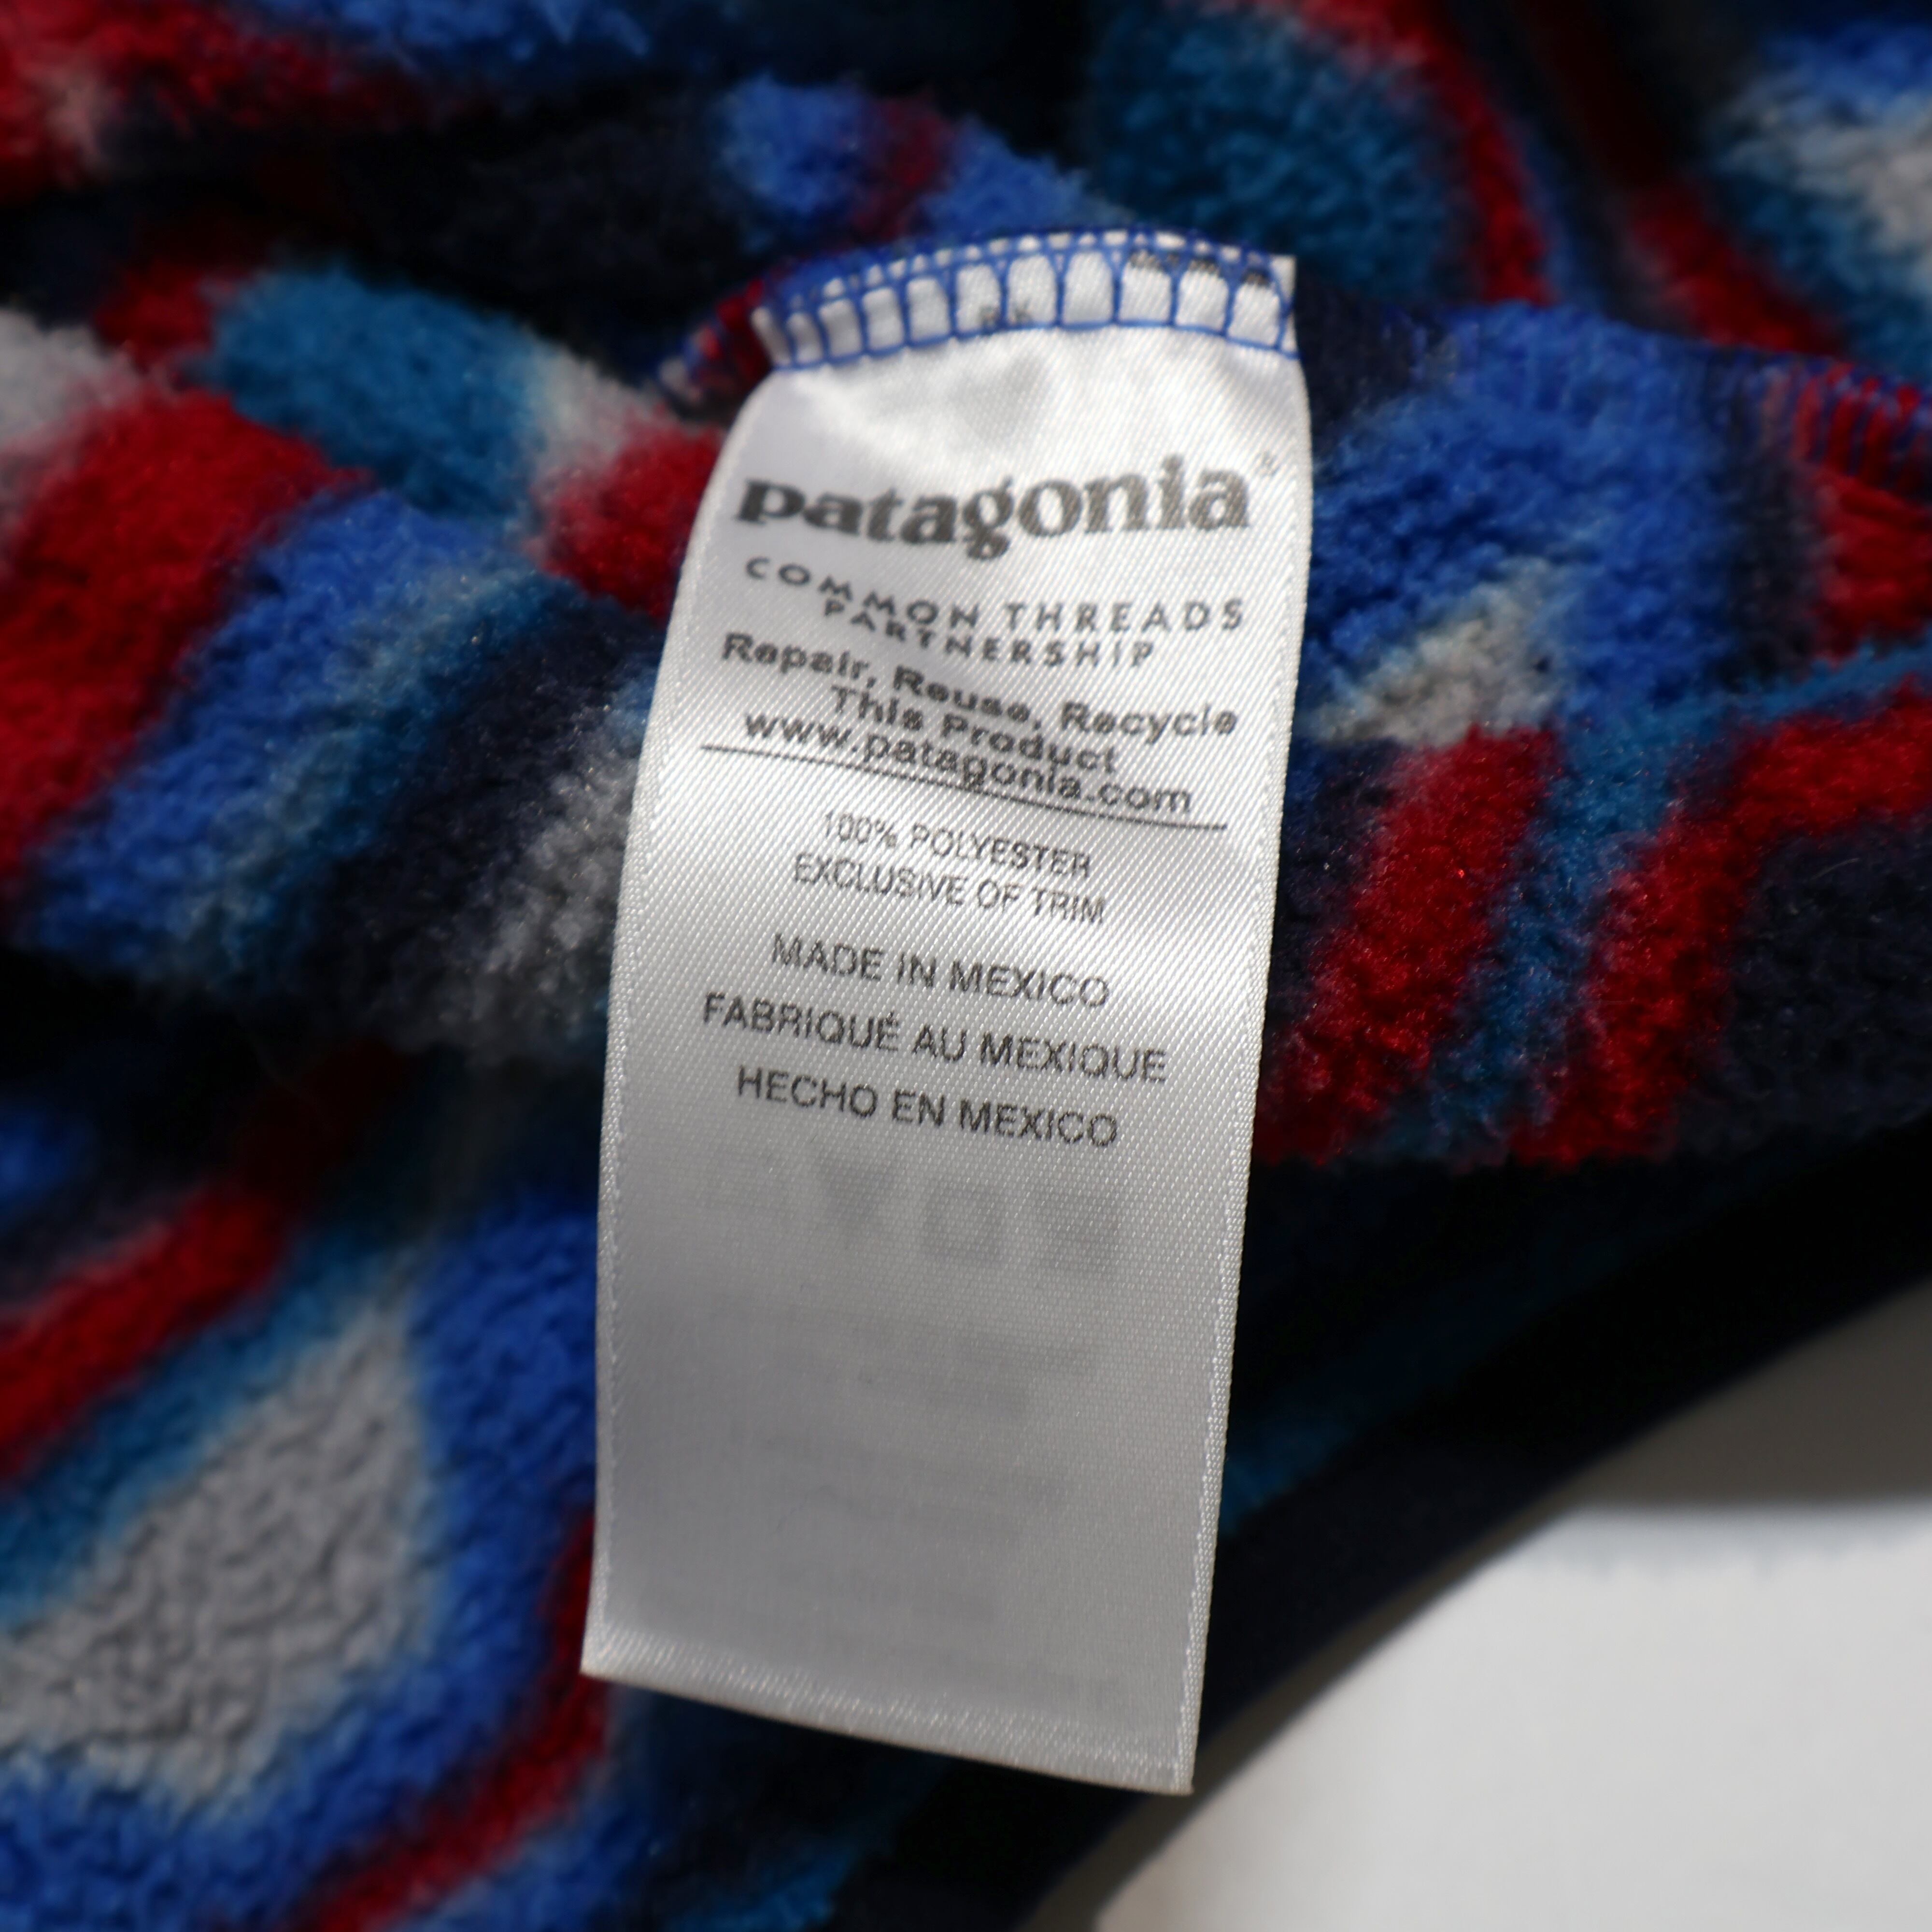 patagonia®
COMMON THREADS
PARTNERSHIP
Repair, Reuse, Recycle
This Product
www.patagonia.com
100% POLYESTER
EXCLUSIVE OF TRIM
MADE IN MEXICO
FABRIQUÉ AU MEXIQUE
HECHO EN MEXICO